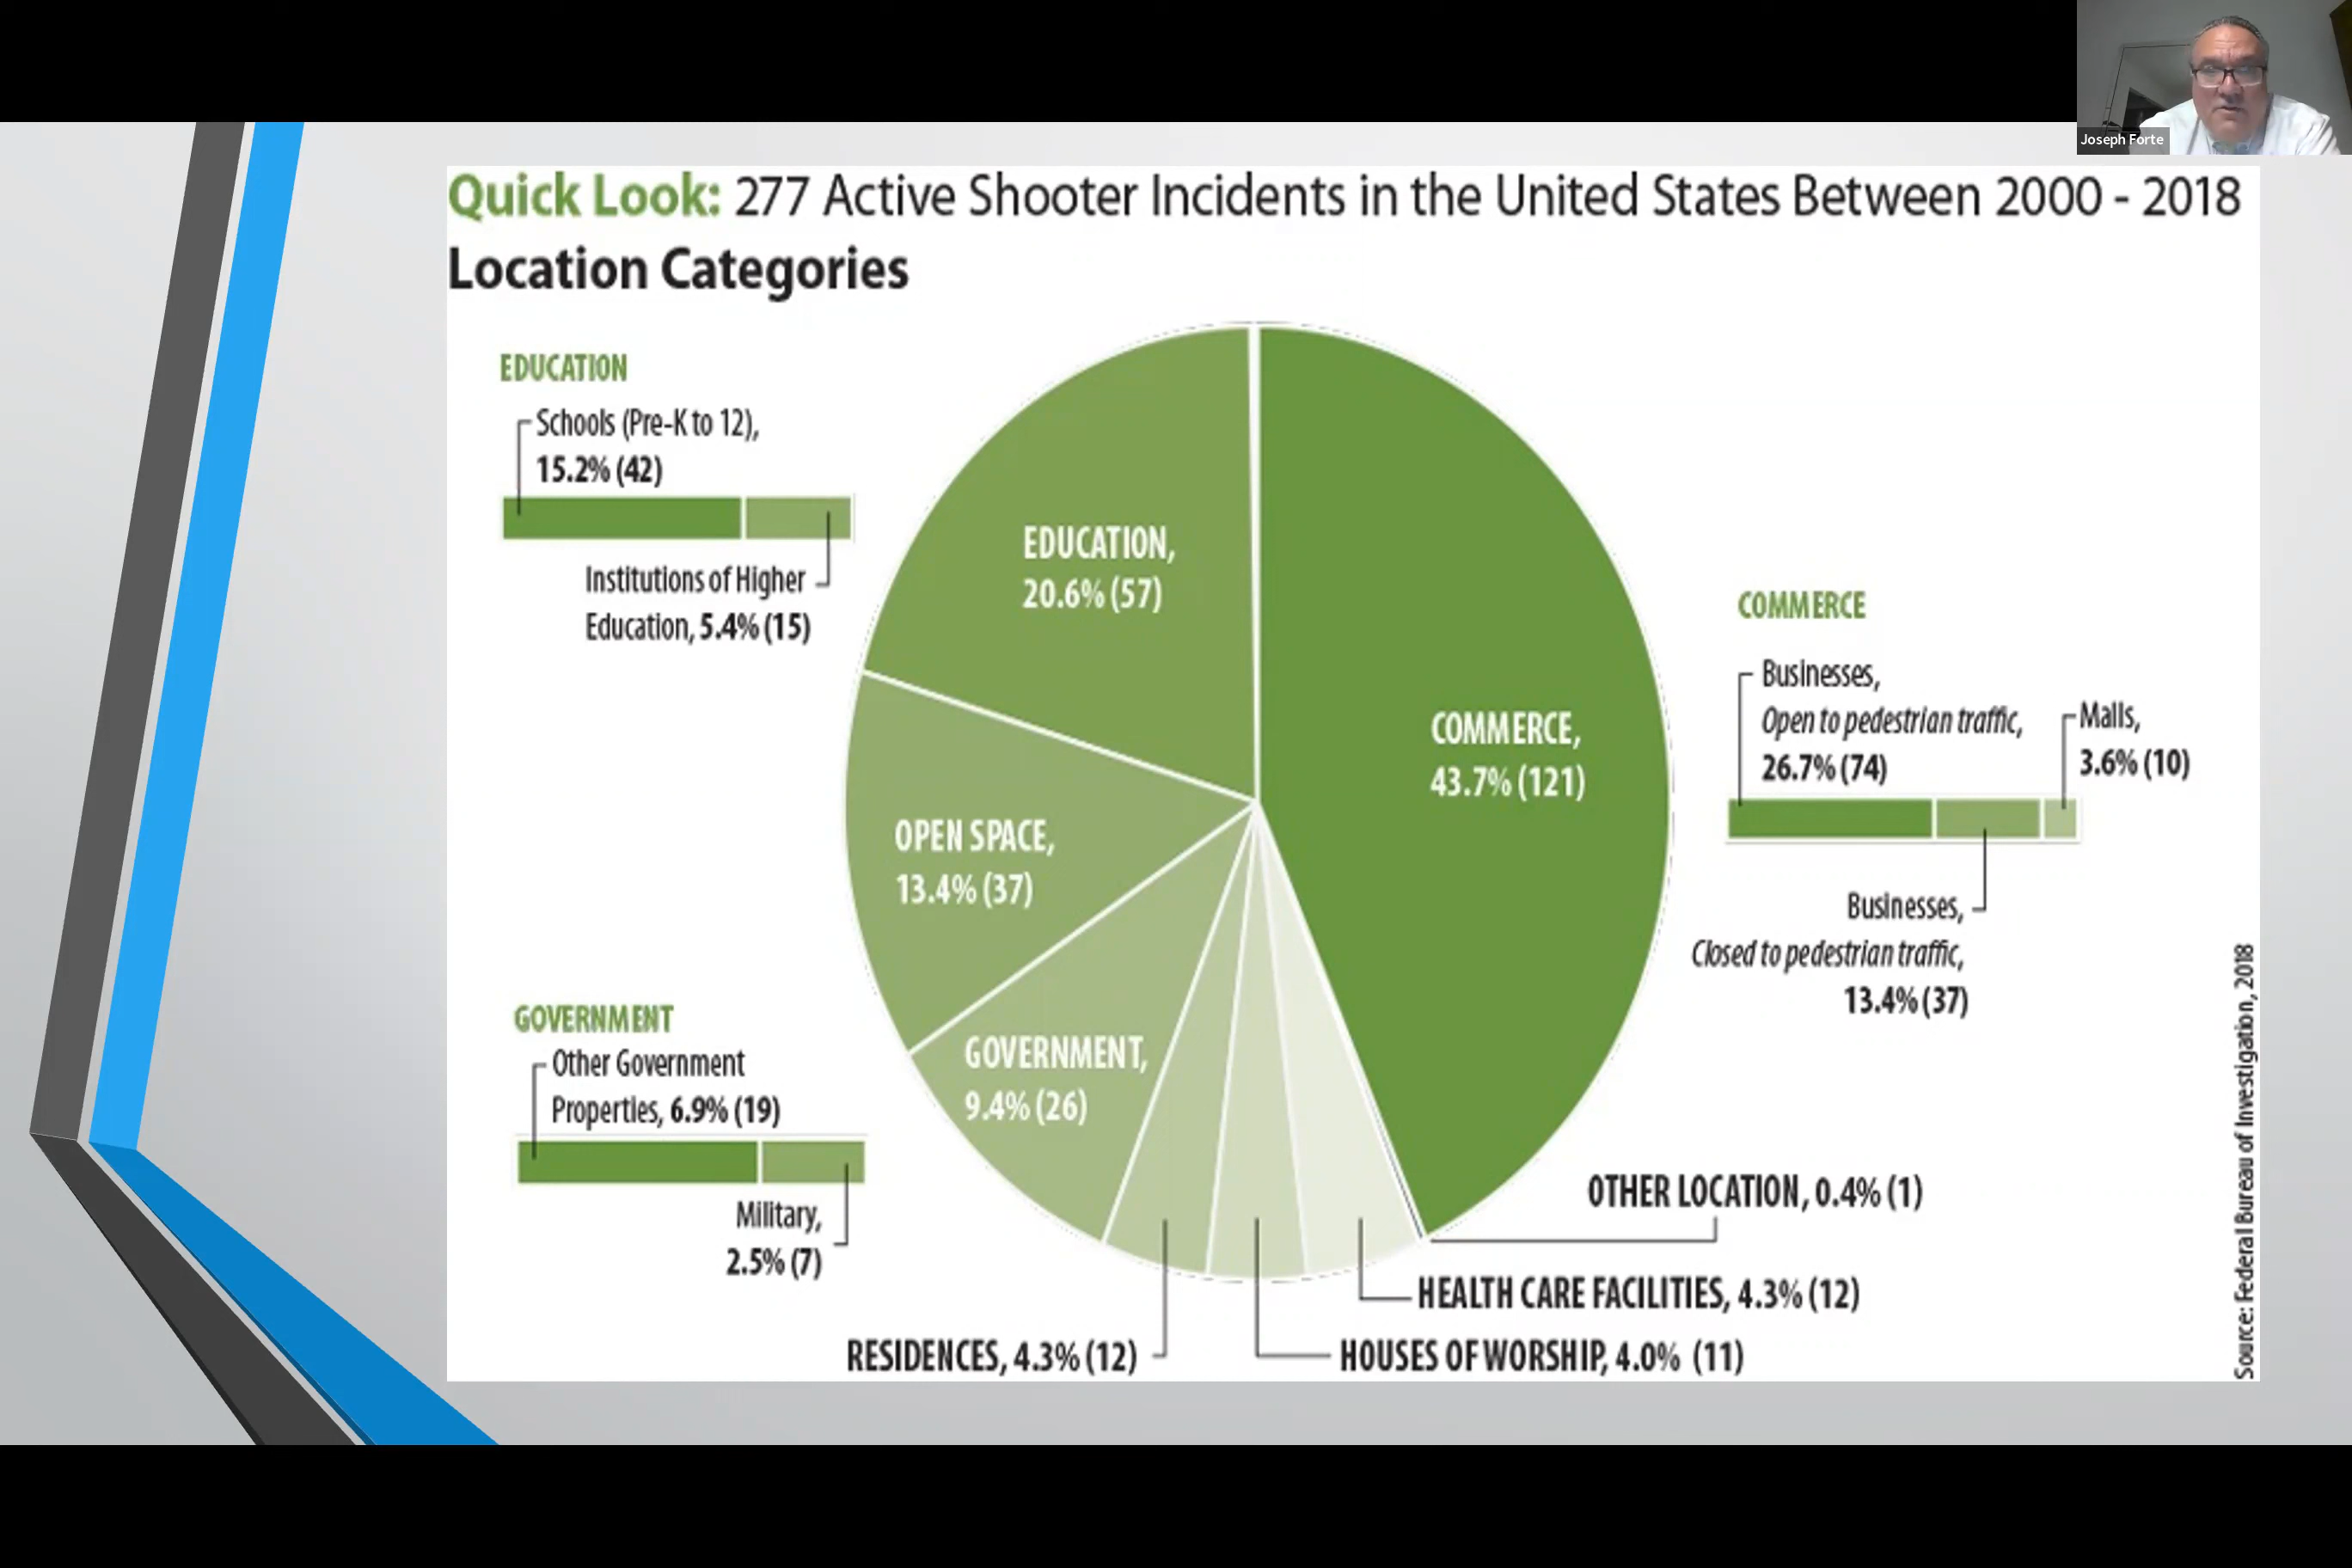 Joseph Forte
Quick Look: 277 Active Shooter Incidents in the United States Between 2000 - 2018
Location Categories
EDUCATION
Schools (Pre-K to 12),
15.2% (42)
Institutions of Higher
Education, 5.4% (15)
EDUCATION,
20.6% (57)
COMMERCE,
43.7% (121)
COMMERCE
Businesses,
Open to pedestrian traffic,
26.7% (74)
Malls,
3.6% (10)
Businesses,
Closed to pedestrian traffic,
13.4% (37)
OPEN SPACE,
13.4% (37)
GOVERNMENT
Other Government
Properties, 6.9% (19)
Military,
2.5% (7)
GOVERNMENT,
9.4% (26)
OTHER LOCATION, 0.4% (1)
HEALTH CARE FACILITIES, 4.3% (12)
RESIDENCES, 4.3% (12)
HOUSES OF WORSHIP, 4.0% (11)
Source: Federal Bureau of Investigation, 2018